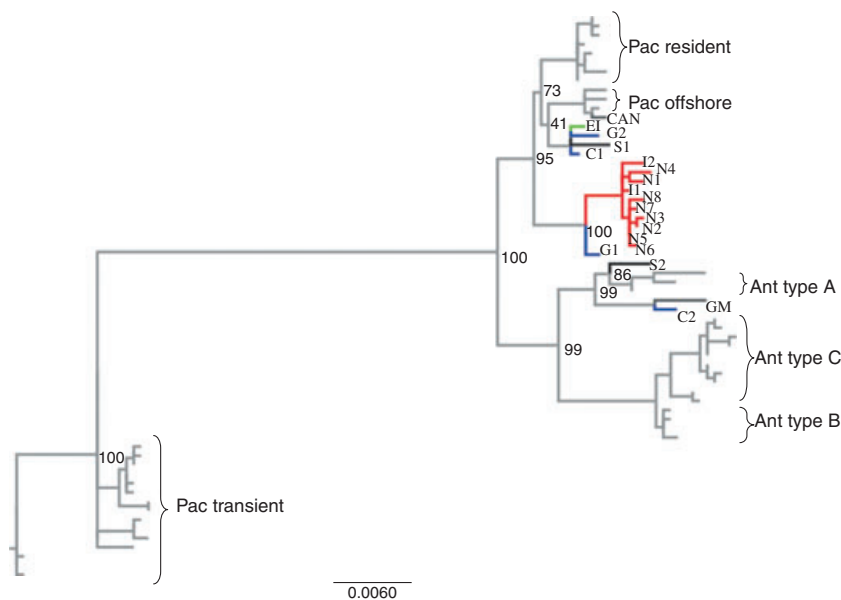 Pac resident
73
Pac offshore
CAN
41
EI
G2
S1
C1
95
I2
N4
N1
I1
N8
N7
N3
N2
100
N5
N6
G1
100
S2
86
99
Ant type A
GM
C2
99
Ant type C
Ant type B
100
Pac transient
0.0060